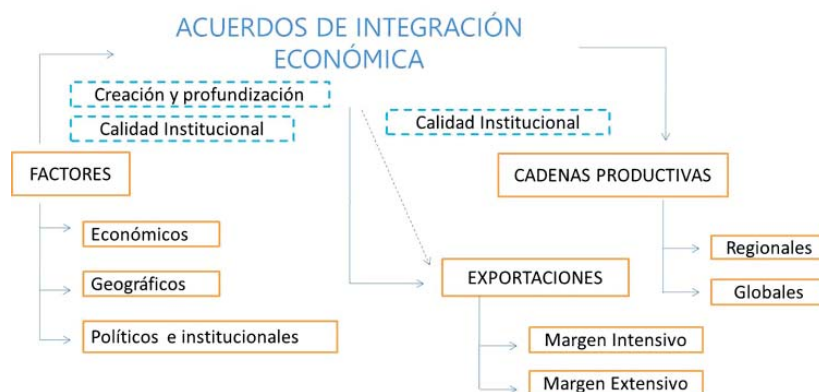 ACUERDOS DE INTEGRACIÓN
ECONÓMICA
Creación y profundización
Calidad Institucional
Calidad Institucional
FACTORES
CADENAS PRODUCTIVAS
Económicos
Regionales
Geográficos
EXPORTACIONES
Globales
Políticos e institucionales
Margen Intensivo
Margen Extensivo